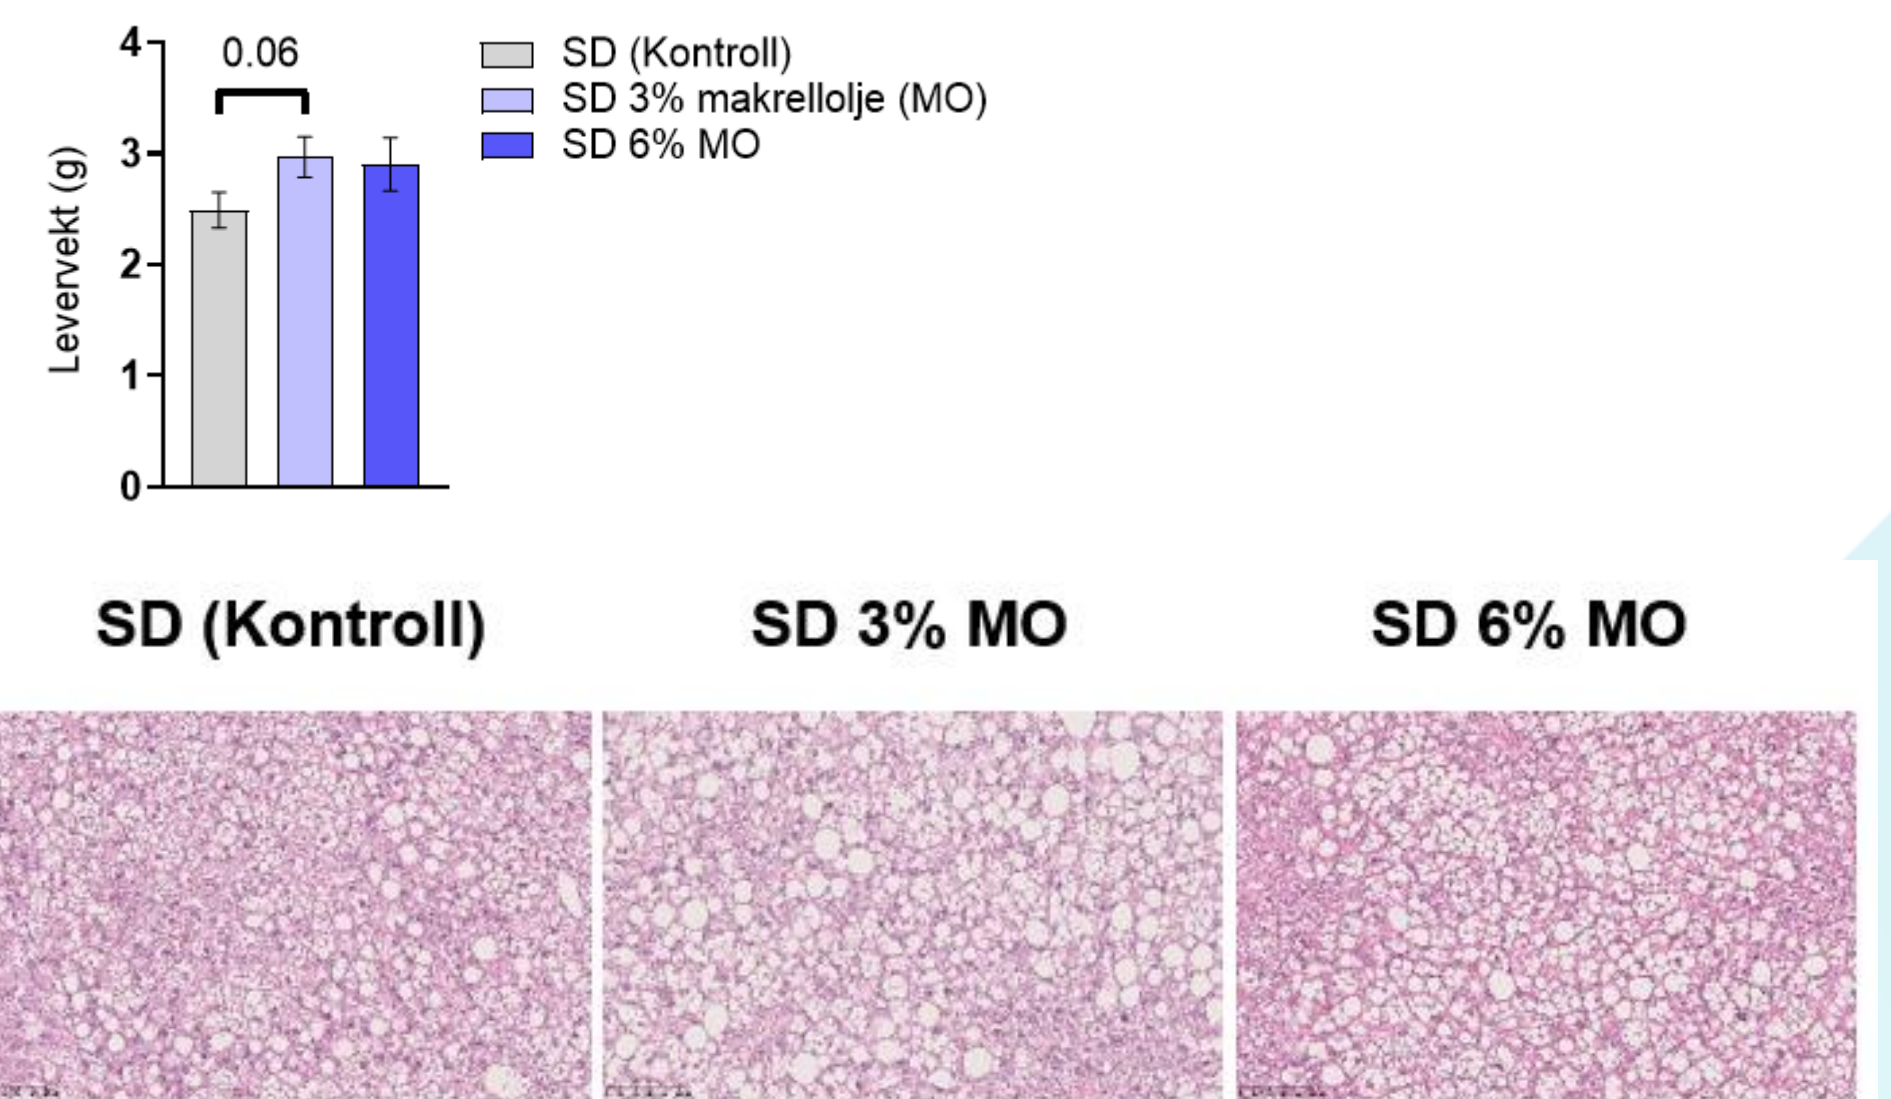 4
0.06
3
2
1
0
Levervekt (g)
SD (Kontroll)
SD 3% makrellolje (MO)
SD 6% MO
SD (Kontroll)
SD 3% MO
SD 6% MO